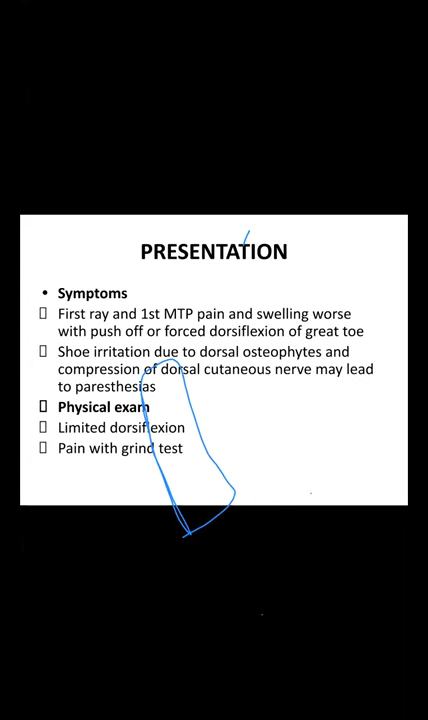 PRESENTATION
• Symptoms
First ray and 1st MTP pain and swelling worse
with push off or forced dorsiflexion of great toe
Shoe irritation due to dorsal osteophytes and
compression of dorsal cutaneous nerve may lead
to paresthesias
Physical exam
Limited dorsiflexion
Pain with grind test